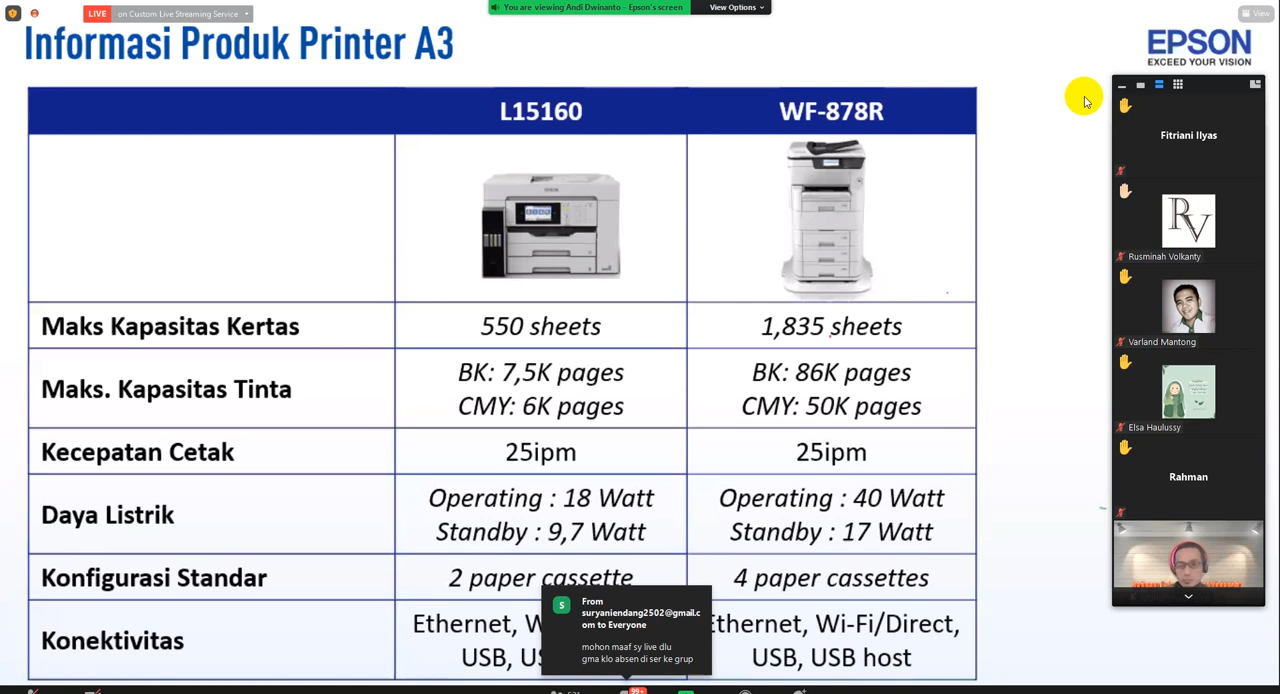 LIVE on Custom Live Streaming Service
You are viewing Andi Dwinanto - Epson's screen View Options
View
Informasi Produk Printer A3
EPSON
EXCEED YOUR VISION
L15160 WF-878R
Maks Kapasitas Kertas 550 sheets 1,835 sheets
Maks. Kapasitas Tinta BK: 7,5K pages BK: 86K pages
CMY: 6K pages CMY: 50K pages
Kecepatan Cetak 25ipm 25ipm
Daya Listrik Operating : 18 Watt Operating : 40 Watt
Standby : 9,7 Watt Standby : 17 Watt
Konfigurasi Standar 2 paper cassette 4 paper cassettes
Konektivitas Ethernet, Ethernet, Wi-Fi/Direct,
USB, USB, USB host
S
From
suryaniendang2502@gmail.c
om to Everyone
mohon maaf sy live dlu
gma klo absen di ser ke grup
99+
Fitriani Ilyas
RV
Rusminah Volkanty
Varland Mantong
Elsa Haulussy
Rahman